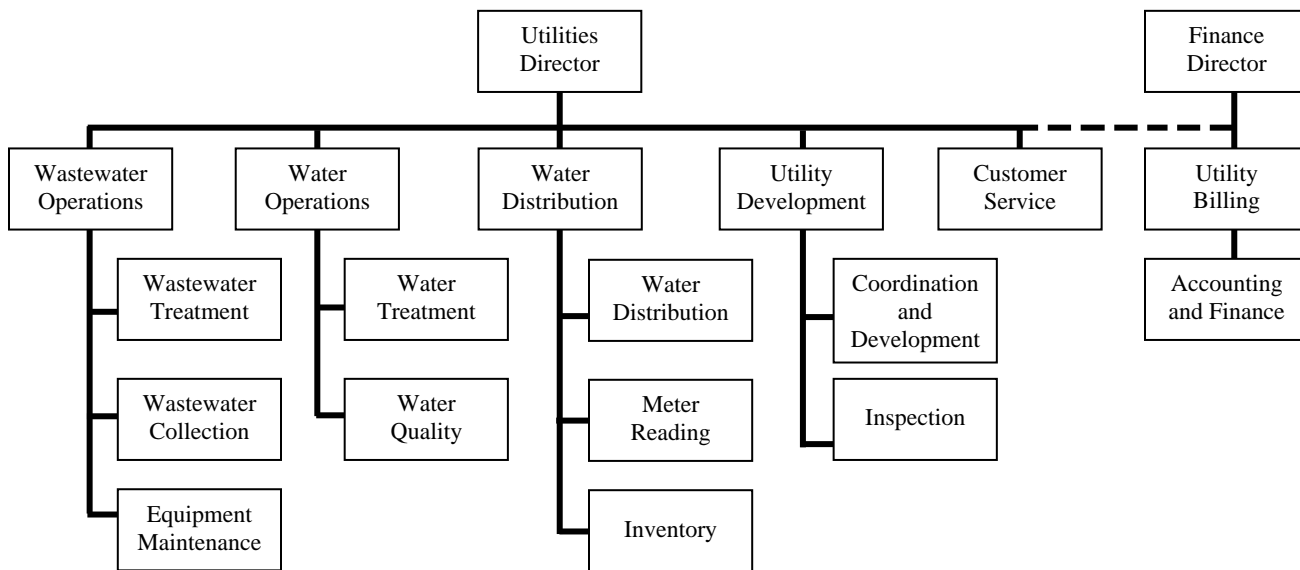 Utilities
Director
Finance
Director
Wastewater
Operations
Water
Operations
Water
Distribution
Utility
Development
Customer
Service
Utility
Billing
Wastewater
Treatment
Water
Treatment
Water
Distribution
Coordination
and
Development
Accounting
and Finance
Wastewater
Collection
Water
Quality
Meter
Reading
Inspection
Equipment
Maintenance
Inventory